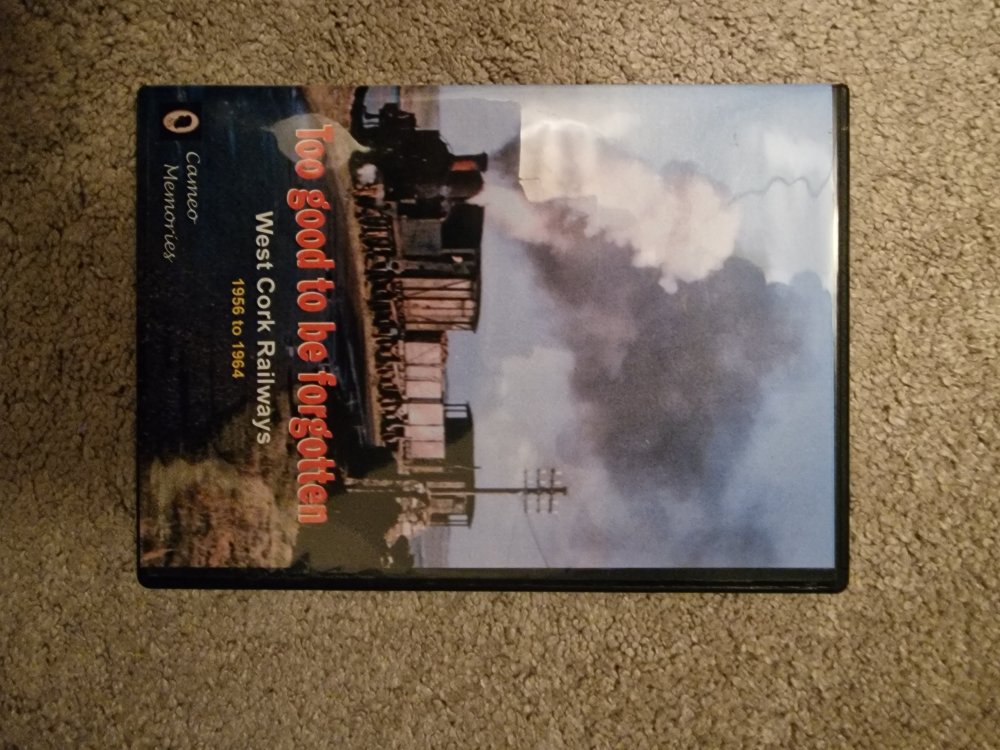 Too good to be forgotten
West Cork Railways
1956 to 1964
Cameo
Memories